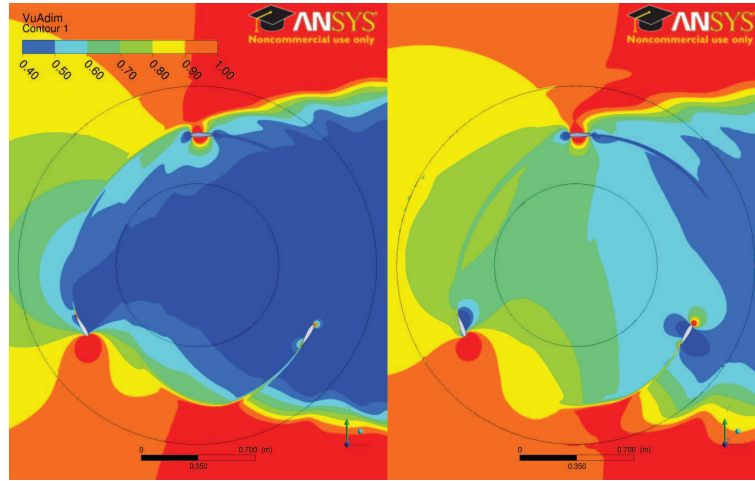 VuAdim
Contour 1
0.40 0.50 0.60 0.70 0.80 0.90 1.00
ANSYS
Noncommercial use only
ANSYS
Noncommercial use only
0 0.700 (m)
0.350
0 0.700 (m)
0.350